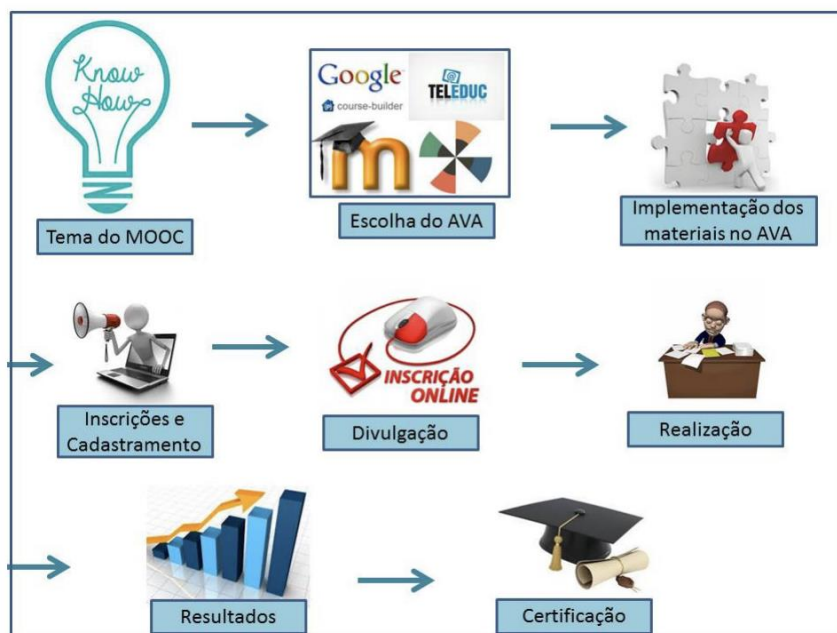 Know
How
Google
course-builder
TELEDUC
m
Tema do MOOC
Escolha do AVA
Implementação dos
materiais no AVA
INSCRIÇÃO
ONLINE
Inscrições e
Cadastramento
Divulgação
Realização
Resultados
Certificação